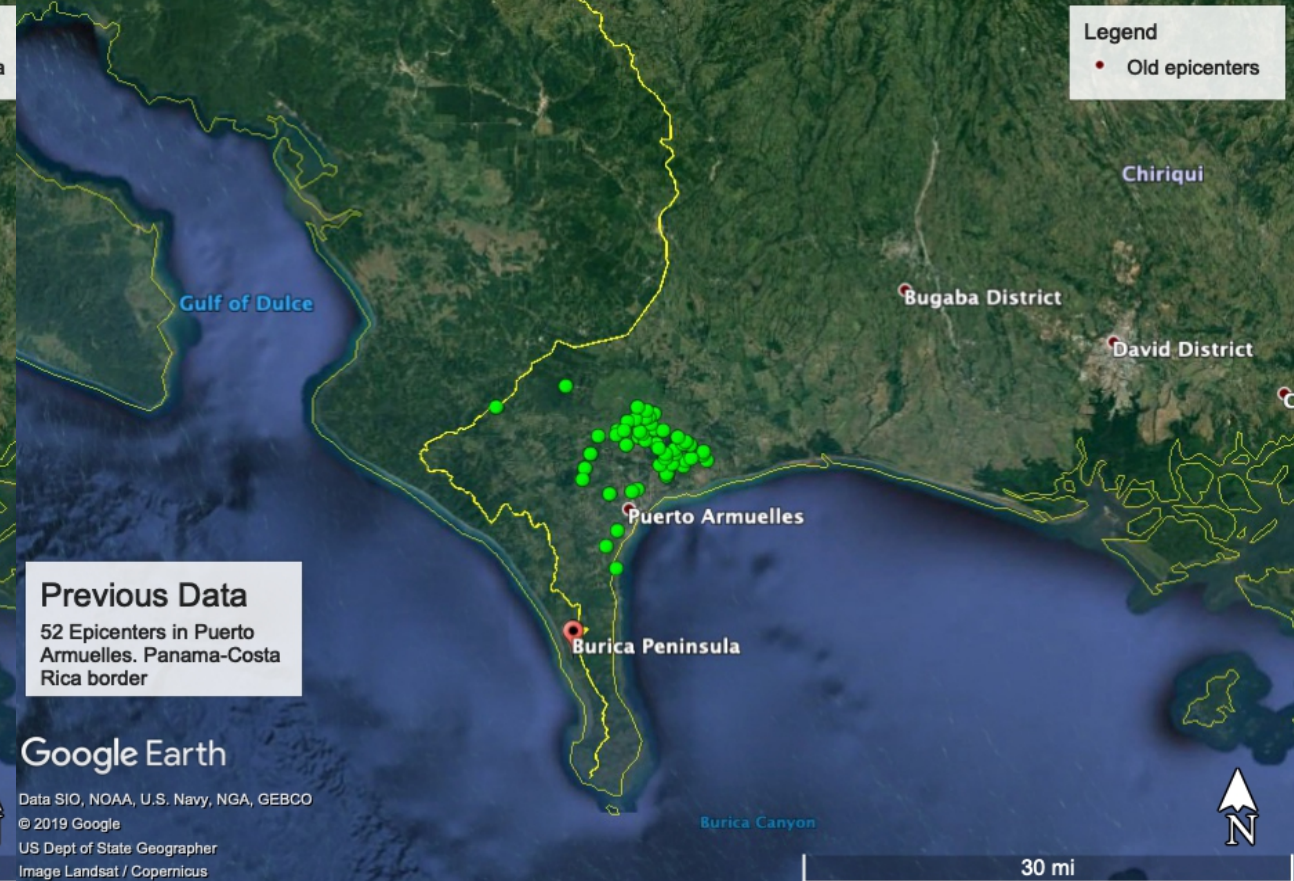 a
Legend
Old epicenters
Chiriqui
Gulf of Dulce
Bugaba District
David District
C
Puerto Armuelles
Previous Data
52 Epicenters in Puerto
Armuelles. Panama-Costa
Rica border
Burica Peninsula
Google Earth
Data SIO, NOAA, U.S. Navy, NGA, GEBCO
© 2019 Google
US Dept of State Geographer
Image Landsat / Copernicus
Burica Canyon
N
30 mi